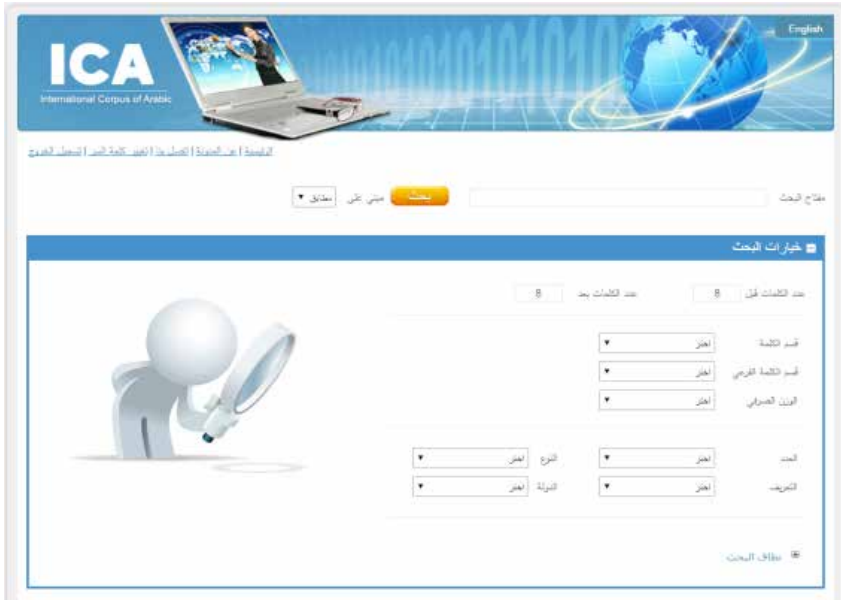 English
ICA
International Corpus of Arabic
الرئيسية | عن المدونة | اتصل بنا | تغيير كلمة السر | تسجيل الخروج
مفتاح البحث بحث مبني على مطابق
خيارات البحث
عدد الكلمات قبل 8 عدد الكلمات بعد 8
قسم الكلمة اختر
قسم الكلمة الفرعي اختر
الوزن الصرفي اختر
العدد اختر النوع اختر
التعريف اختر الدولة اختر
نطاق البحث